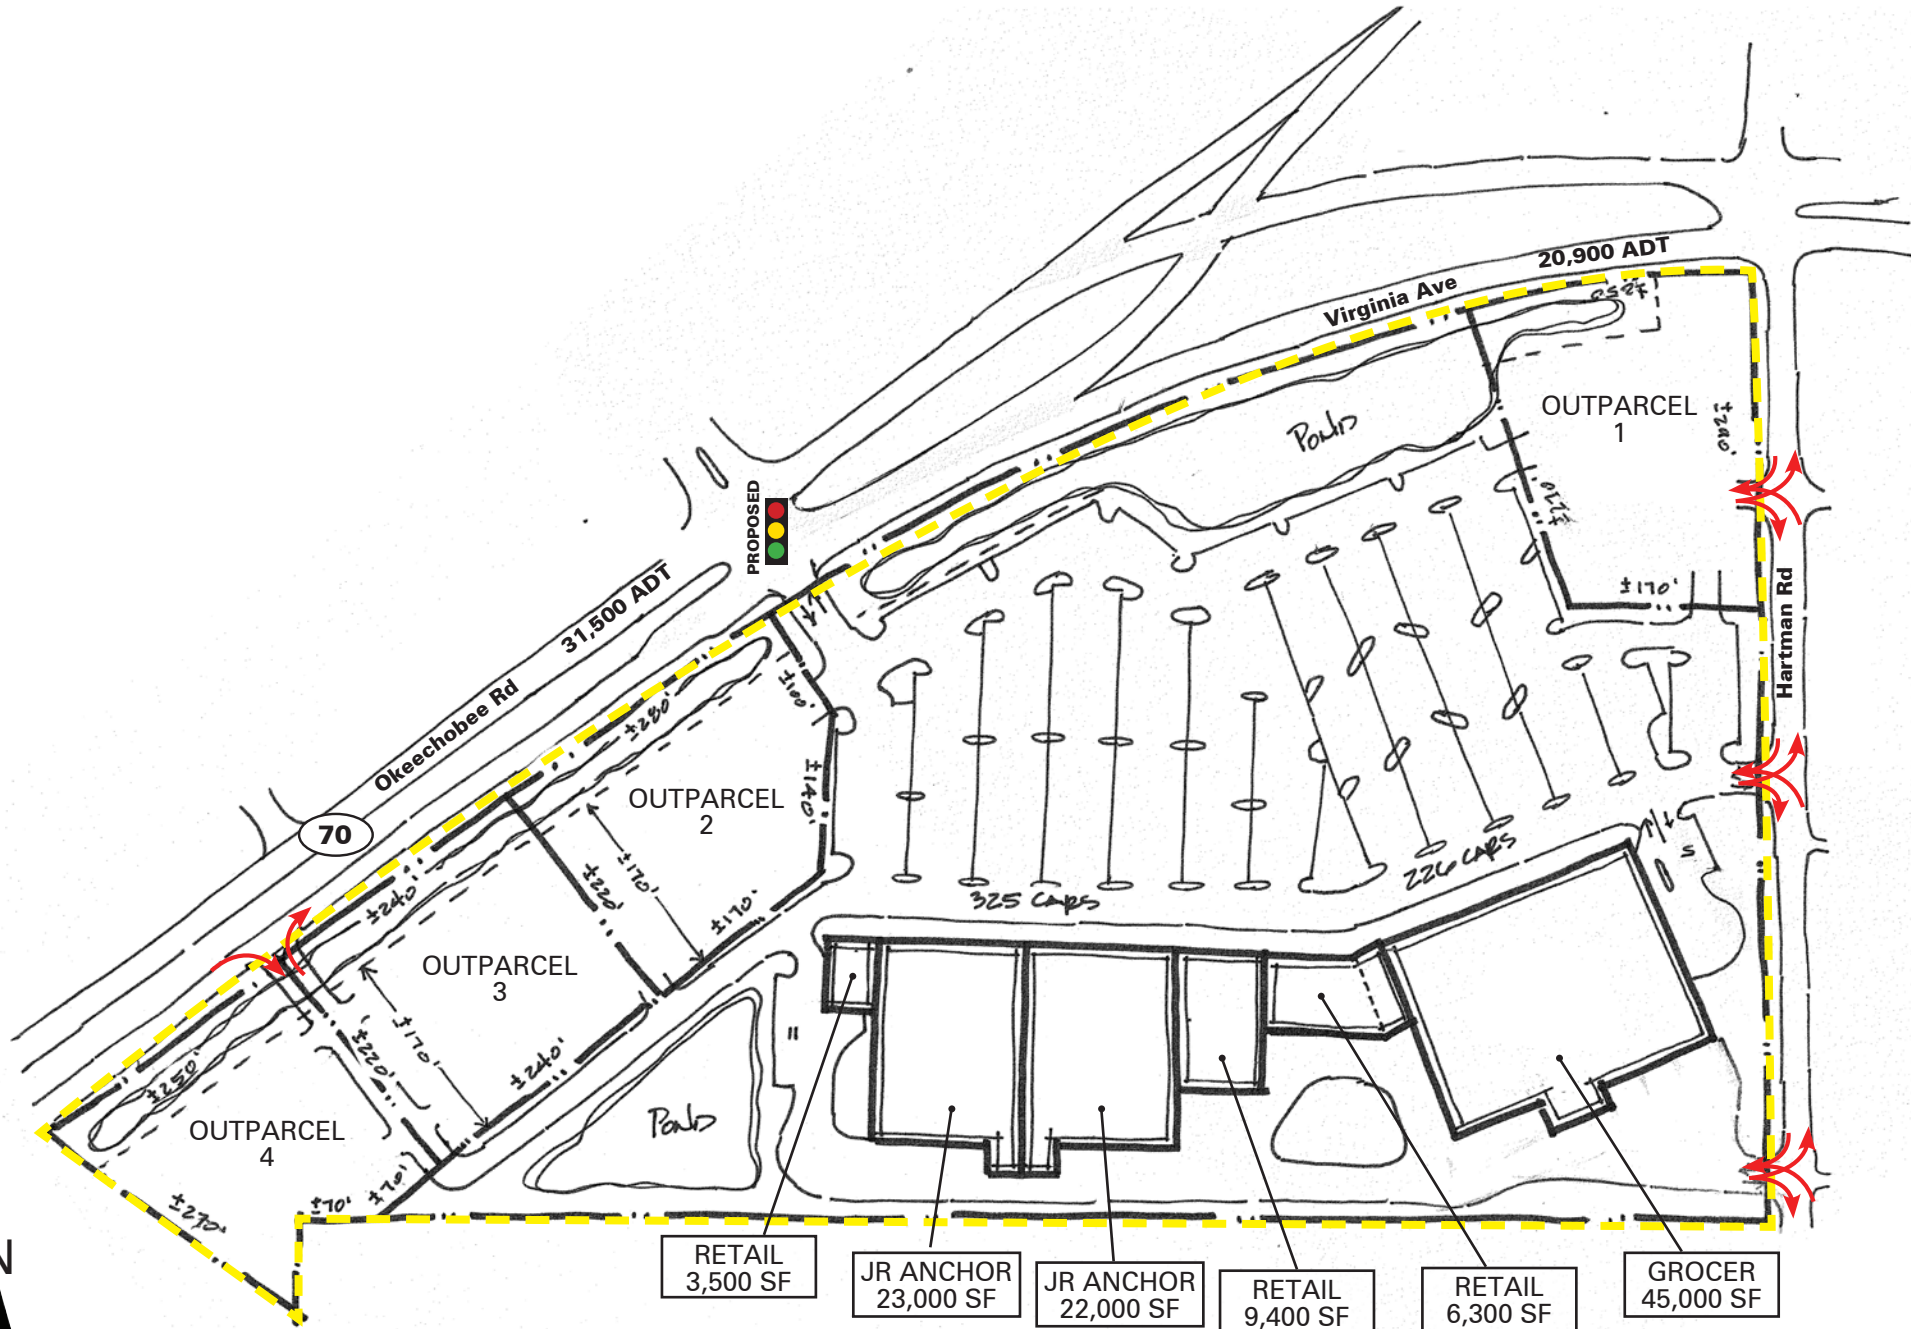 20,900 ADT
Virginia Ave
±250'
OUTPARCEL
1
±200'
POND
±220'
±170'
Hartman Rd
PROPOSED
31,500 ADT
Okeechobee Rd
70
±100'
±280'
OUTPARCEL
2
±140'
±170'
±220'
±170'
±240'
OUTPARCEL
3
±170'
±220'
±240'
325 CARS
226 CARS
±250'
OUTPARCEL
4
±270'
±70'
±70'
POND
N
RETAIL
3,500 SF
JR ANCHOR
23,000 SF
JR ANCHOR
22,000 SF
RETAIL
9,400 SF
RETAIL
6,300 SF
GROCER
45,000 SF